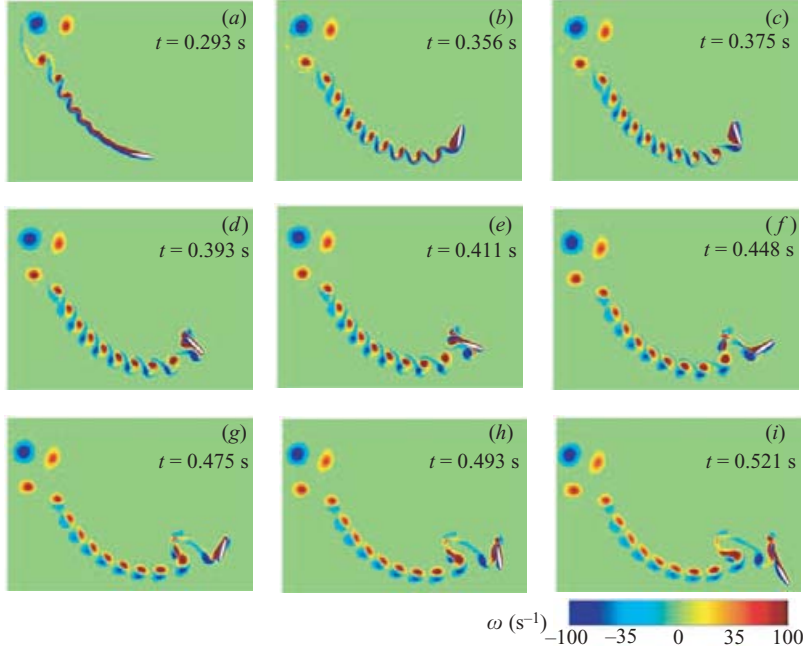 (a)
t = 0.293 s
(b)
t = 0.356 s
(c)
t = 0.375 s
(d)
t = 0.393 s
(e)
t = 0.411 s
(f)
t = 0.448 s
(g)
t = 0.475 s
(h)
t = 0.493 s
(i)
t = 0.521 s
ω (s⁻¹)
–100 –35 0 35 100